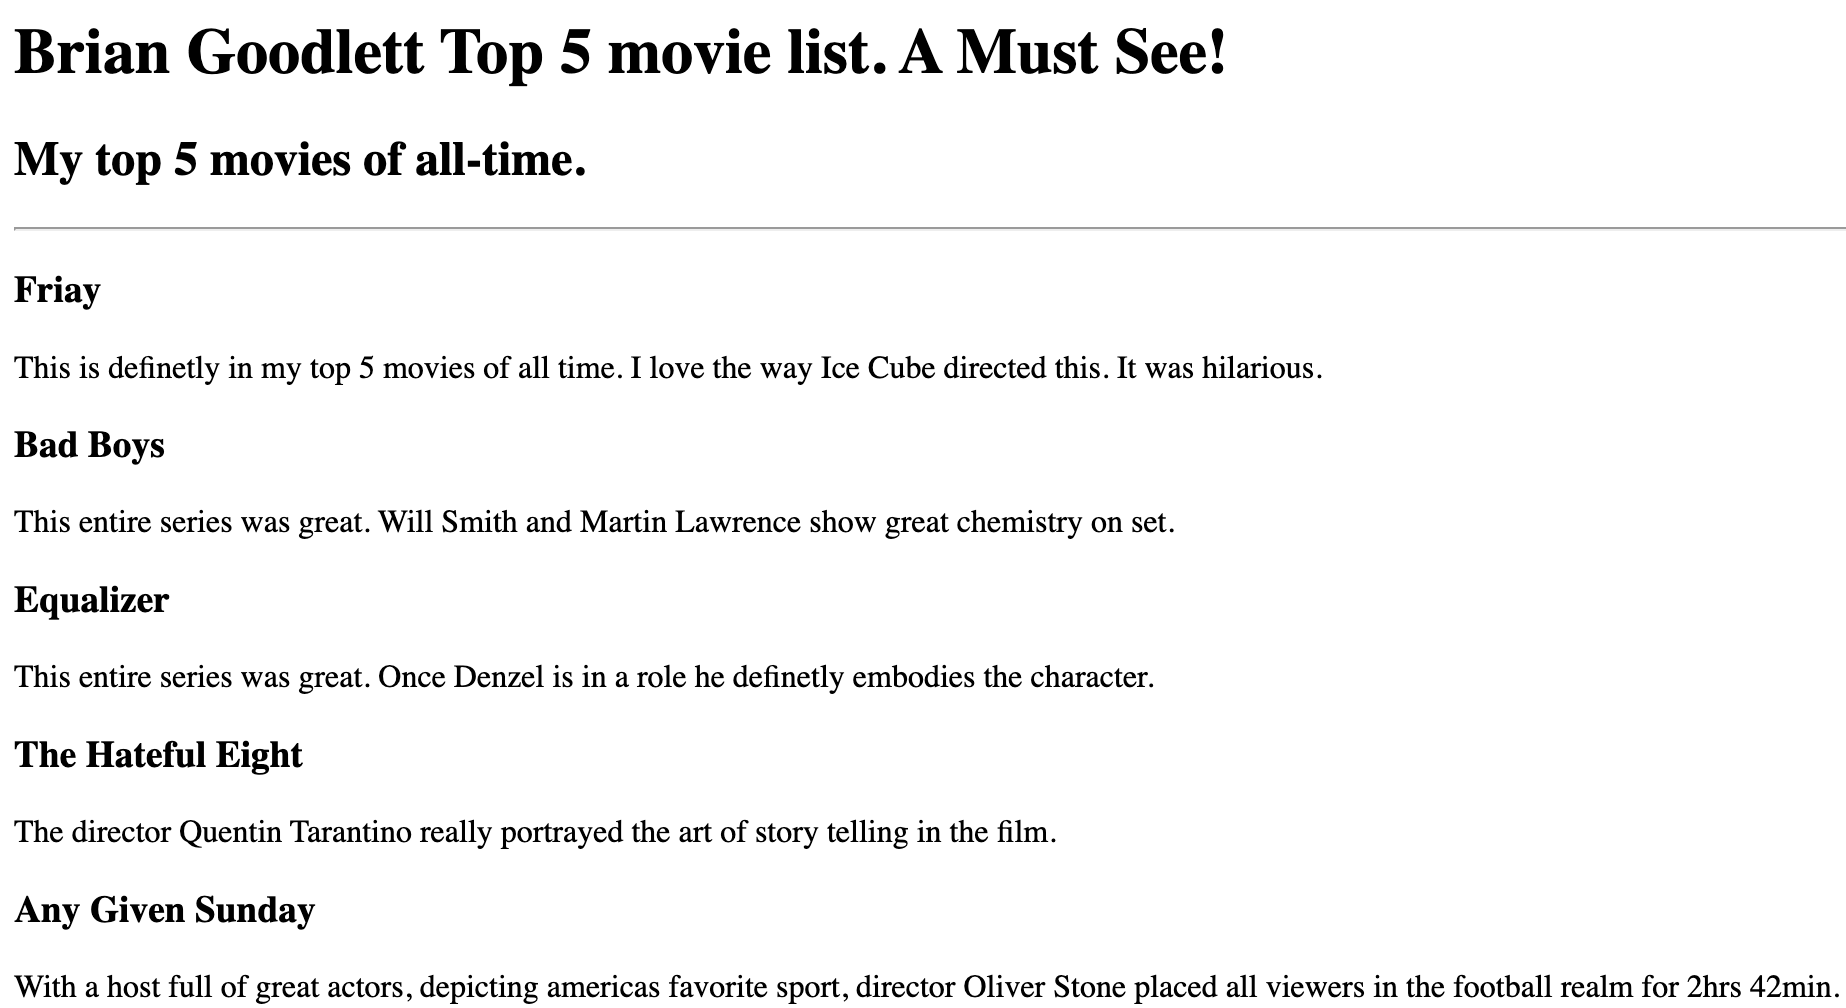 Brian Goodlett Top 5 movie list. A Must See!
My top 5 movies of all-time.
Friay
This is definetly in my top 5 movies of all time. I love the way Ice Cube directed this. It was hilarious.
Bad Boys
This entire series was great. Will Smith and Martin Lawrence show great chemistry on set.
Equalizer
This entire series was great. Once Denzel is in a role he definetly embodies the character.
The Hateful Eight
The director Quentin Tarantino really portrayed the art of story telling in the film.
Any Given Sunday
With a host full of great actors, depicting americas favorite sport, director Oliver Stone placed all viewers in the football realm for 2hrs 42min.